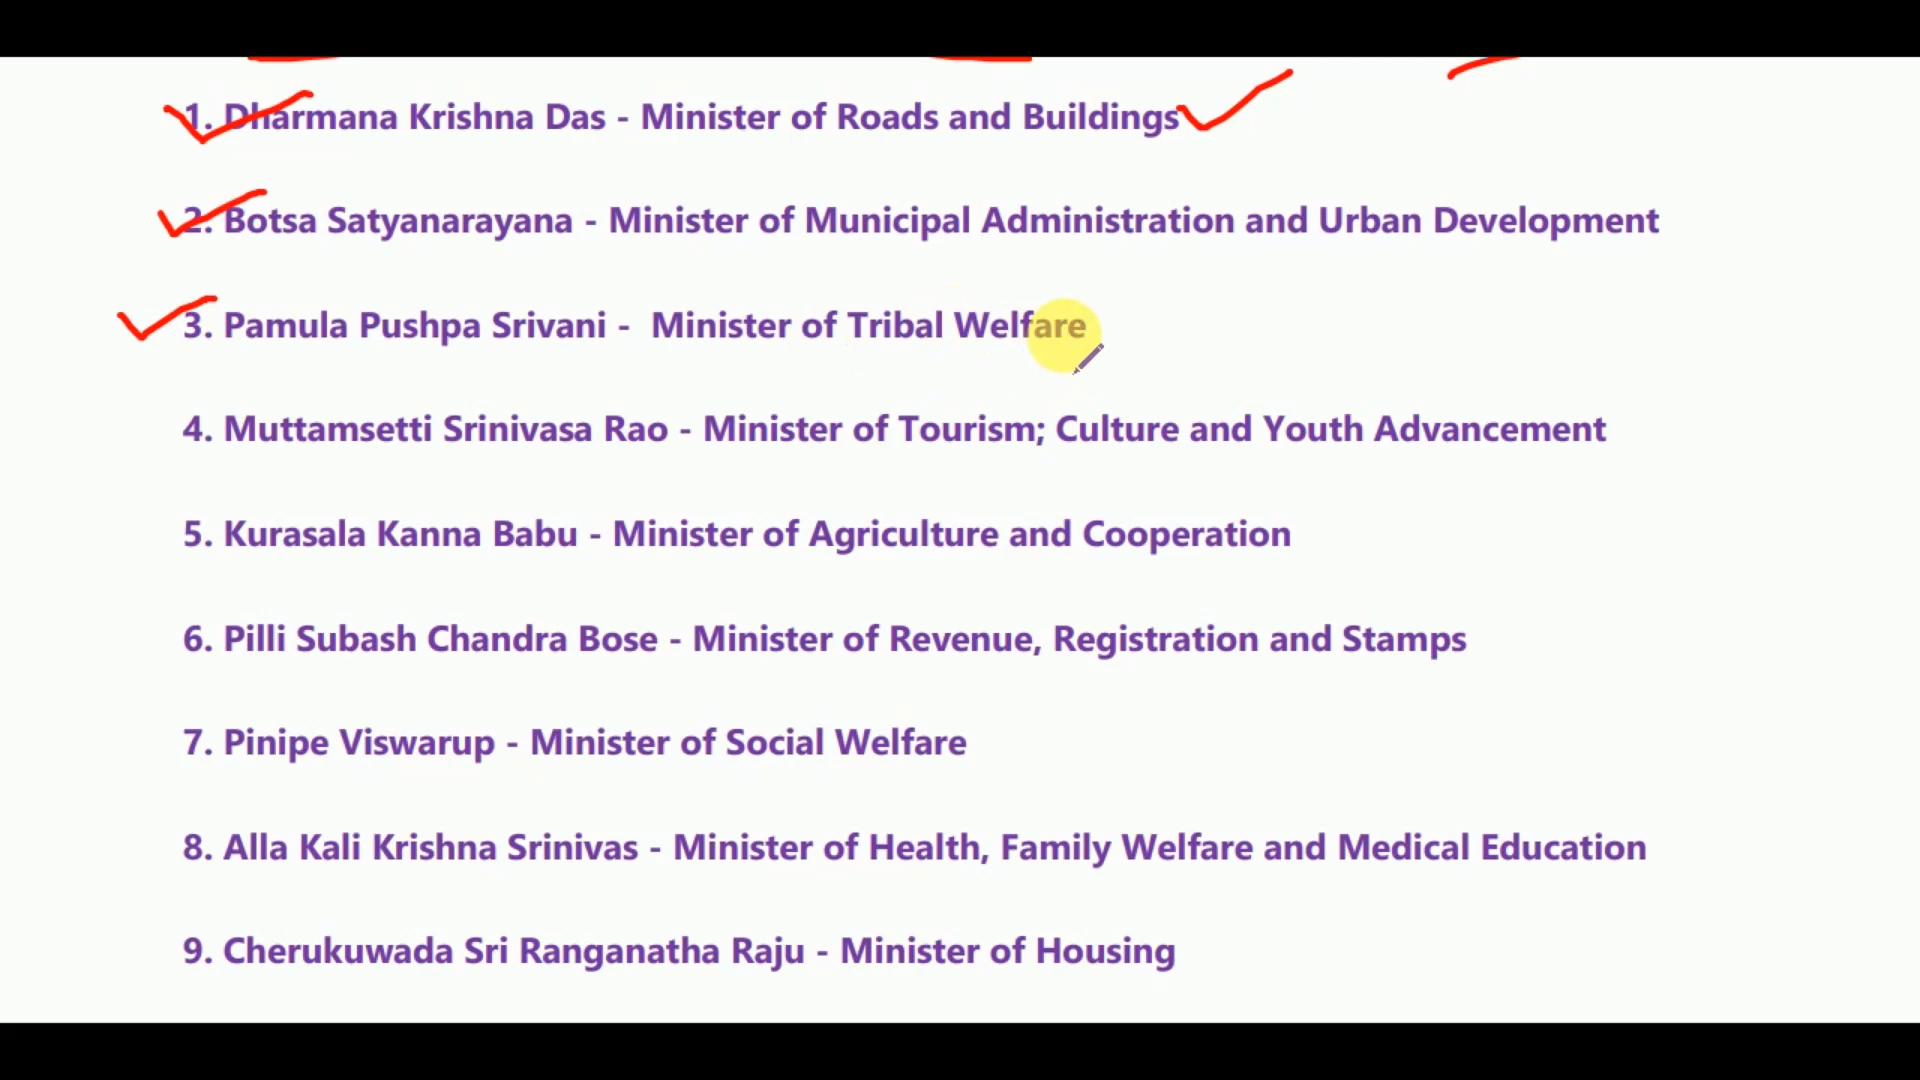 1. Dharmana Krishna Das - Minister of Roads and Buildings
2. Botsa Satyanarayana - Minister of Municipal Administration and Urban Development
3. Pamula Pushpa Srivani -  Minister of Tribal Welfare
4. Muttamsetti Srinivasa Rao - Minister of Tourism; Culture and Youth Advancement
5. Kurasala Kanna Babu - Minister of Agriculture and Cooperation
6. Pilli Subash Chandra Bose - Minister of Revenue, Registration and Stamps
7. Pinipe Viswarup - Minister of Social Welfare
8. Alla Kali Krishna Srinivas - Minister of Health, Family Welfare and Medical Education
9. Cherukuwada Sri Ranganatha Raju - Minister of Housing